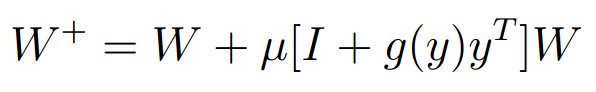 W⁺ = W + μ[I + g(y)yᵀ]W